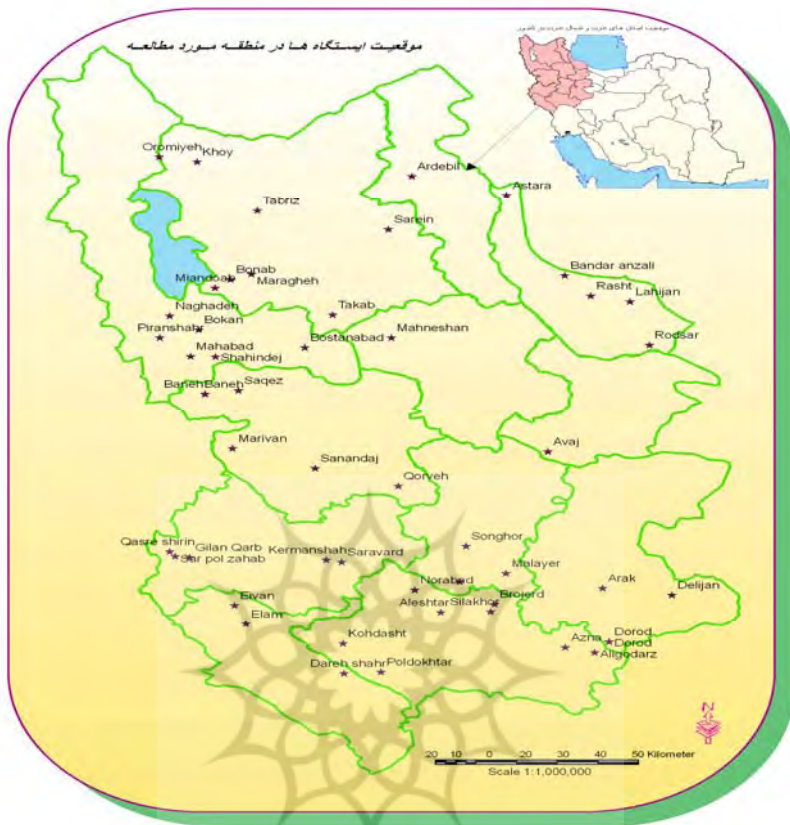 موقعیت ایستگاه ها در منطقه مورد مطالعه
Oromiyeh
Khoy
Ardebil
Astara
Tabriz
Sarein
Bandar anzali
Bonab
Maragheh
Miandoab
Rasht
Lahijan
Naghadeh
Takab
Bokan
Piranshahr
Mahneshan
Bostanabad
Rodsar
Mahabad
Shahindej
Baneh
Baneh
Saqez
Marivan
Avaj
Sanandaj
Qorveh
Songhor
Qasre shirin
Gilan Qarb
Sar pol zahab
Kermanshah
Saravard
Malayer
Norabad
Arak
Delijan
Eivan
Aleshtar
Silakhor
Brojerd
Elam
Kohdasht
Azna
Dorod
Dorod
Aligodarz
Dareh shahr
Poldokhtar
N
20 10 0 10 20 30 40 50 Kilometer
Scale 1:1,000,000